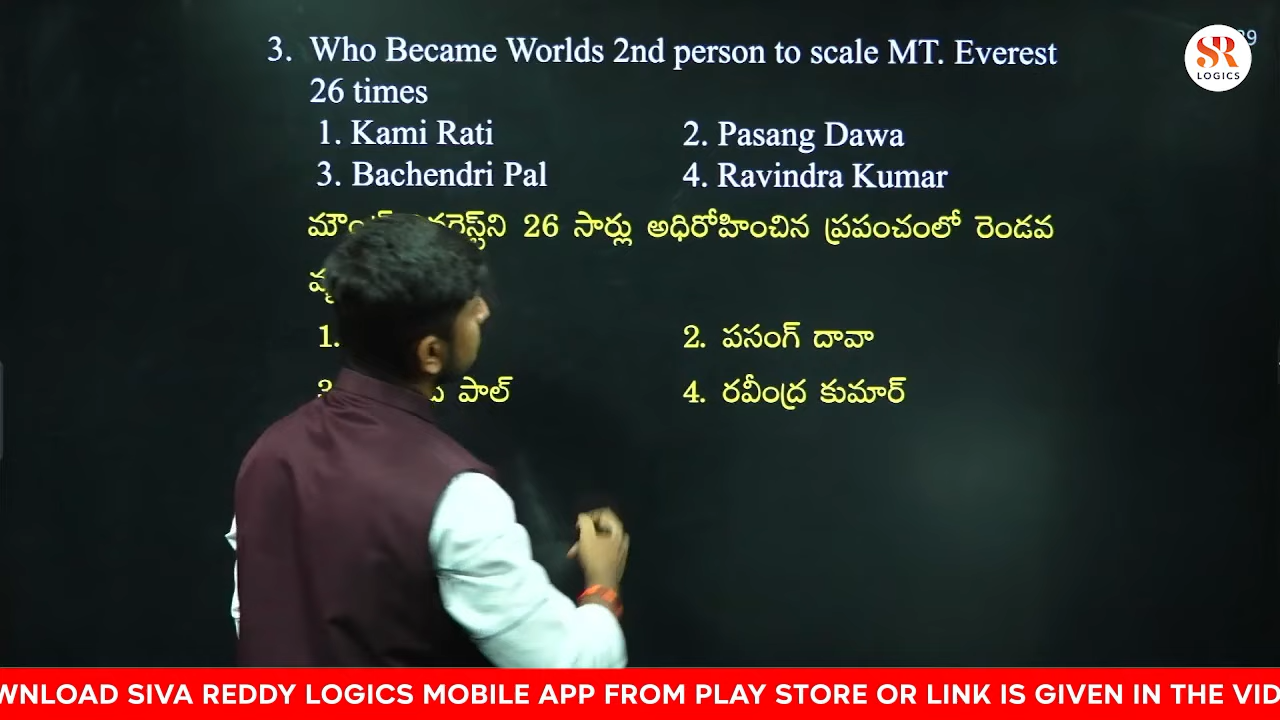 3. Who Became Worlds 2nd person to scale MT. Everest
26 times
1. Kami Rati
2. Pasang Dawa
3. Bachendri Pal
4. Ravindra Kumar
26 సార్లు అధిరోహించిన ప్రపంచంలో రెండవ
1.
2. పసంగ్ దావా
పాల్
4. రవీంద్ర కుమార్
SR
LOGICS
WNLOAD SIVA REDDY LOGICS MOBILE APP FROM PLAY STORE OR LINK IS GIVEN IN THE VID